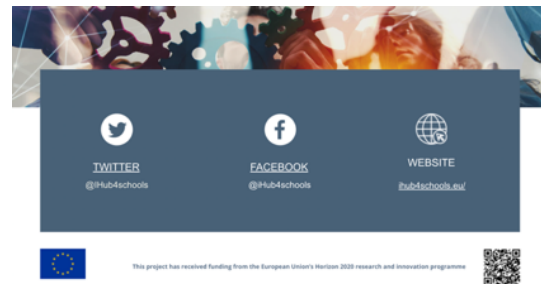 TWITTER
@IHub4schools
FACEBOOK
@iHub4schools
WEBSITE
ihub4schools.eu/
This project has received funding from the European Union's Horizon 2020 research and innovation programme